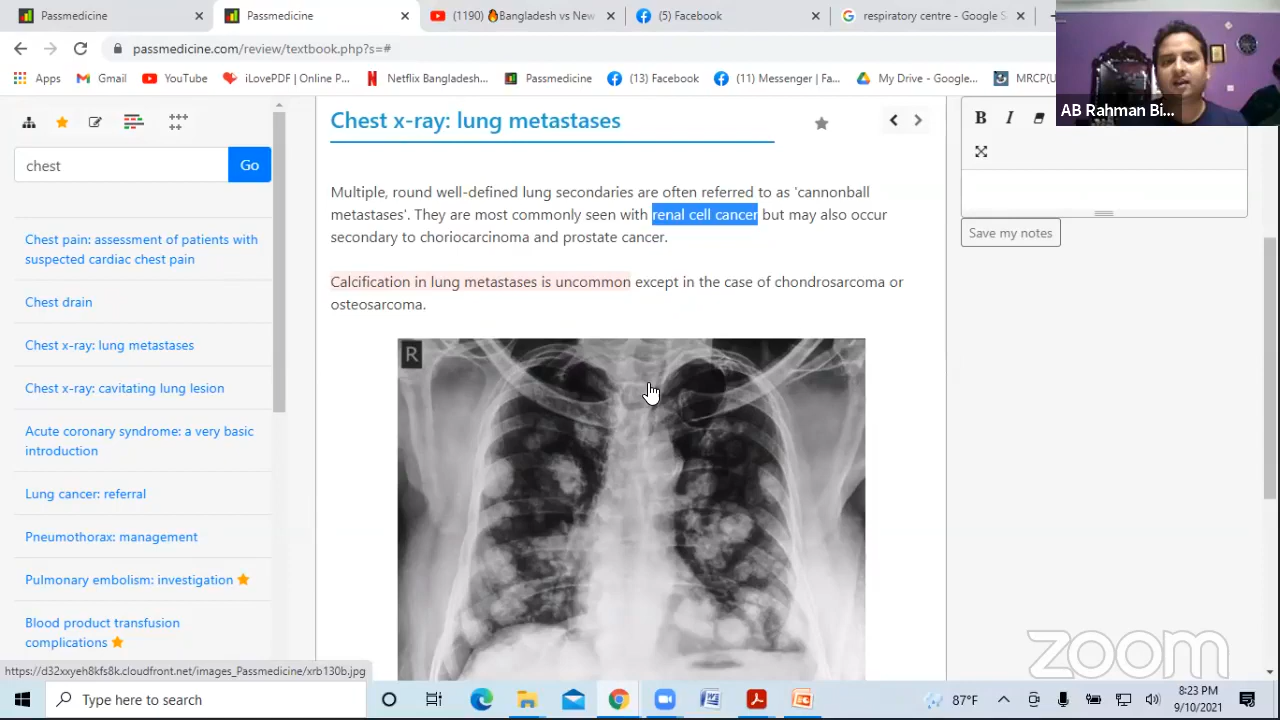 Passmedicine
Passmedicine
(1190) 🔥Bangladesh vs New
(5) Facebook
respiratory centre - Google S
passmedicine.com/review/textbook.php?s=#
Apps
Gmail
YouTube
iLovePDF | Online P...
Netflix Bangladesh...
Passmedicine
(13) Facebook
(11) Messenger | Fa...
My Drive - Google...
MRCP(U
AB Rahman Bi...
B I
chest
Go
Chest pain: assessment of patients with
suspected cardiac chest pain
Chest drain
Chest x-ray: lung metastases
Chest x-ray: cavitating lung lesion
Acute coronary syndrome: a very basic
introduction
Lung cancer: referral
Pneumothorax: management
Pulmonary embolism: investigation
Blood product transfusion
complications
Chest x-ray: lung metastases
Multiple, round well-defined lung secondaries are often referred to as 'cannonball
metastases'. They are most commonly seen with renal cell cancer but may also occur
secondary to choriocarcinoma and prostate cancer.
Calcification in lung metastases is uncommon except in the case of chondrosarcoma or
osteosarcoma.
R
Save my notes
zoom
https://d32xxyeh8kfs8k.cloudfront.net/images_Passmedicine/xrb130b.jpg
Type here to search
87°F
8:23 PM
9/10/2021